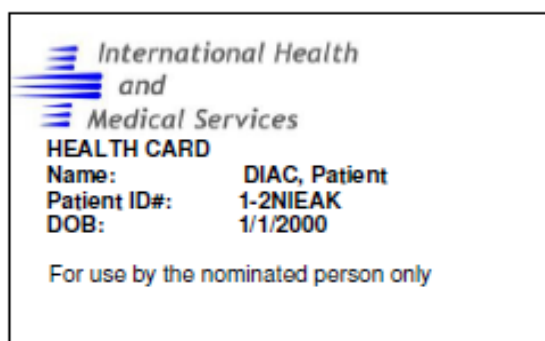 International Health
and
Medical Services
HEALTH CARD
Name: DIAC, Patient
Patient ID#: 1-2NIEAK
DOB: 1/1/2000
For use by the nominated person only